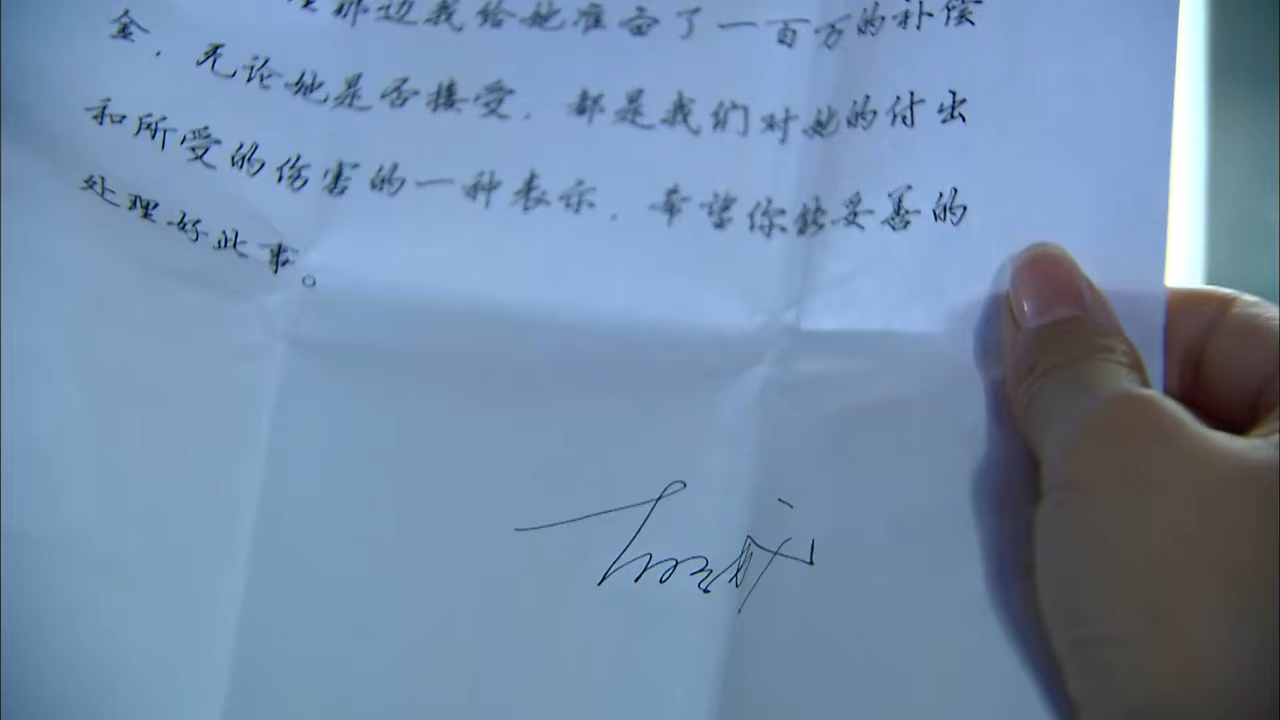 那边我给她准备了一百万的补偿
金，无论她是否接受，都是我们对她的付出
和所受的伤害的一种表示，希望你能妥善的
处理好此事。